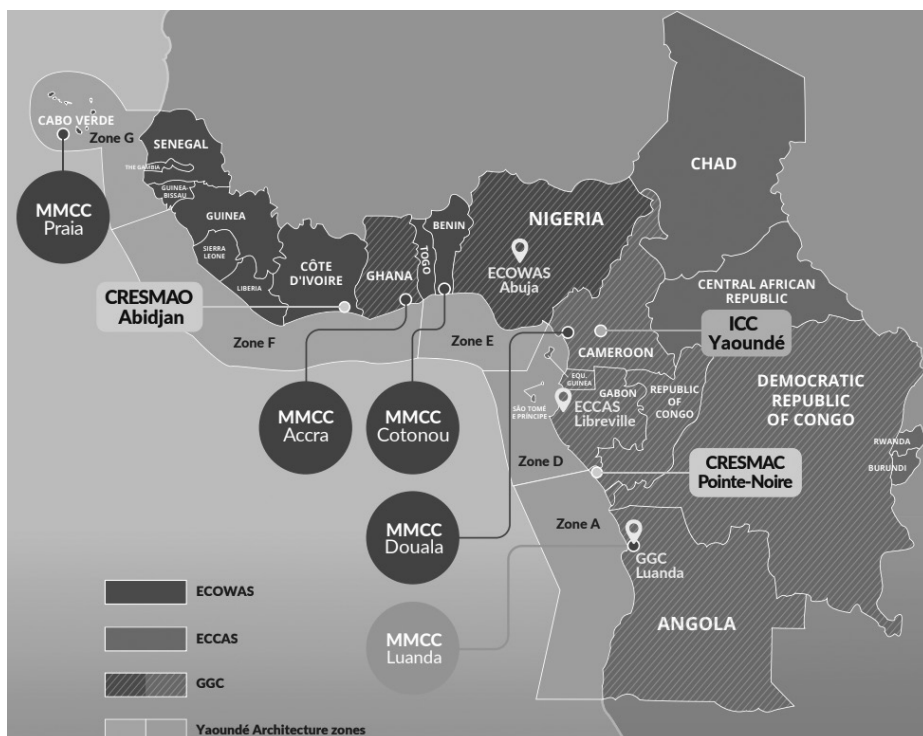 CABO VERDE
Zone G
MMCC
Praia
SENEGAL
THE GAMBIA
GUINEA-
BISSAU
GUINEA
SIERRA
LEONE
LIBERIA
CÔTE
D'IVOIRE
GHANA
TOGO
BENIN
NIGERIA
ECOWAS
Abuja
CHAD
CENTRAL AFRICAN
REPUBLIC
CRESMAO
Abidjan
Zone F
Zone E
ICC
Yaoundé
CAMEROON
EQU.
GUINEA
GABON
REPUBLIC
OF
CONGO
DEMOCRATIC
REPUBLIC
OF CONGO
SÃO TOMÉ
E PRÍNCIPE
ECCAS
Libreville
RWANDA
BURUNDI
MMCC
Accra
MMCC
Cotonou
Zone D
CRESMAC
Pointe-Noire
MMCC
Douala
Zone A
GGC
Luanda
ANGOLA
MMCC
Luanda
ECOWAS
ECCAS
GGC
Yaoundé Architecture zones